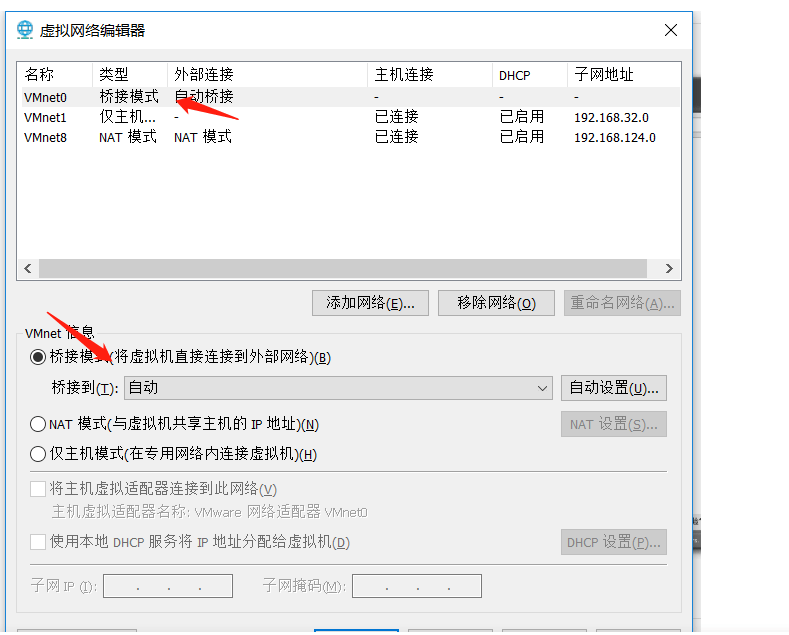 虚拟网络编辑器
名称 类型 外部连接 主机连接 DHCP 子网地址
VMnet0 桥接模式 自动桥接 - - -
VMnet1 仅主机... - 已连接 已启用 192.168.32.0
VMnet8 NAT 模式 NAT 模式 已连接 已启用 192.168.124.0
添加网络(E)... 移除网络(O) 重命名网络(A)...
VMnet 信息
桥接模式(将虚拟机直接连接到外部网络)(B)
桥接到(T): 自动 自动设置(U)...
NAT 模式(与虚拟机共享主机的 IP 地址)(N) NAT 设置(S)...
仅主机模式(在专用网络内连接虚拟机)(H)
将主机虚拟适配器连接到此网络(V)
主机虚拟适配器名称: VMware 网络适配器 VMnet0
使用本地 DHCP 服务将 IP 地址分配给虚拟机(D) DHCP 设置(P)...
子网 IP (I): . . . 子网掩码(M): . . .